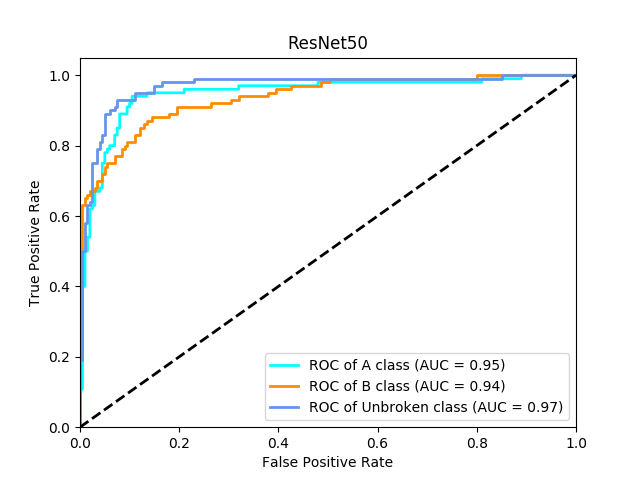 ResNet50
True Positive Rate
1.0
0.8
0.6
0.4
0.2
0.0
ROC of A class (AUC = 0.95)
ROC of B class (AUC = 0.94)
ROC of Unbroken class (AUC = 0.97)
0.0 0.2 0.4 0.6 0.8 1.0
False Positive Rate